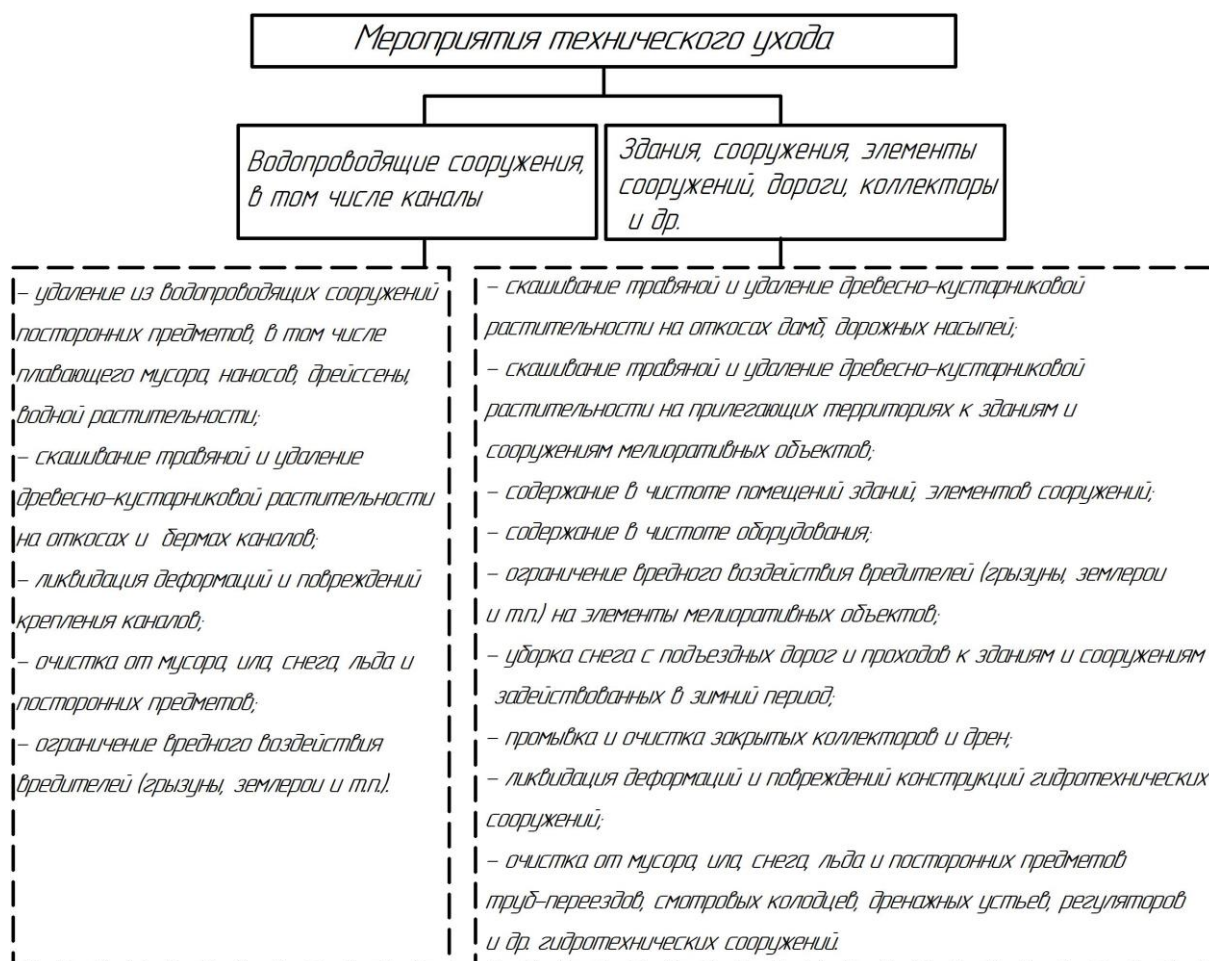 Мероприятия технического ухода
Водопроводящие сооружения,
в том числе каналы
Здания, сооружения, элементы
сооружений, дороги, коллекторы
и др.
- удаление из водопроводящих сооружений
посторонних предметов, в том числе
плавающего мусора, наносов, дрейссены,
водной растительности;
- скашивание травяной и удаление
древесно-кустарниковой растительности
на откосах и бермах каналов;
- ликвидация деформаций и повреждений
крепления каналов;
- очистка от мусора, ила, снега, льда и
посторонних предметов;
- ограничение вредного воздействия
вредителей (грызуны, землерои и т.п.).
- скашивание травяной и удаление древесно-кустарниковой
растительности на откосах дамб, дорожных насыпей;
- скашивание травяной и удаление древесно-кустарниковой
растительности на прилегающих территориях к зданиям и
сооружениям мелиоративных объектов;
- содержание в чистоте помещений зданий, элементов сооружений;
- содержание в чистоте оборудования;
- ограничение вредного воздействия вредителей (грызуны, землерои
и т.п.) на элементы мелиоративных объектов;
- уборка снега с подъездных дорог и проходов к зданиям и сооружениям
задействованных в зимний период;
- промывка и очистка закрытых коллекторов и дрен;
- ликвидация деформаций и повреждений конструкций гидротехнических
сооружений;
- очистка от мусора, ила, снега, льда и посторонних предметов
труб-переездов, смотровых колодцев, дренажных устьев, регуляторов
и др. гидротехнических сооружений.